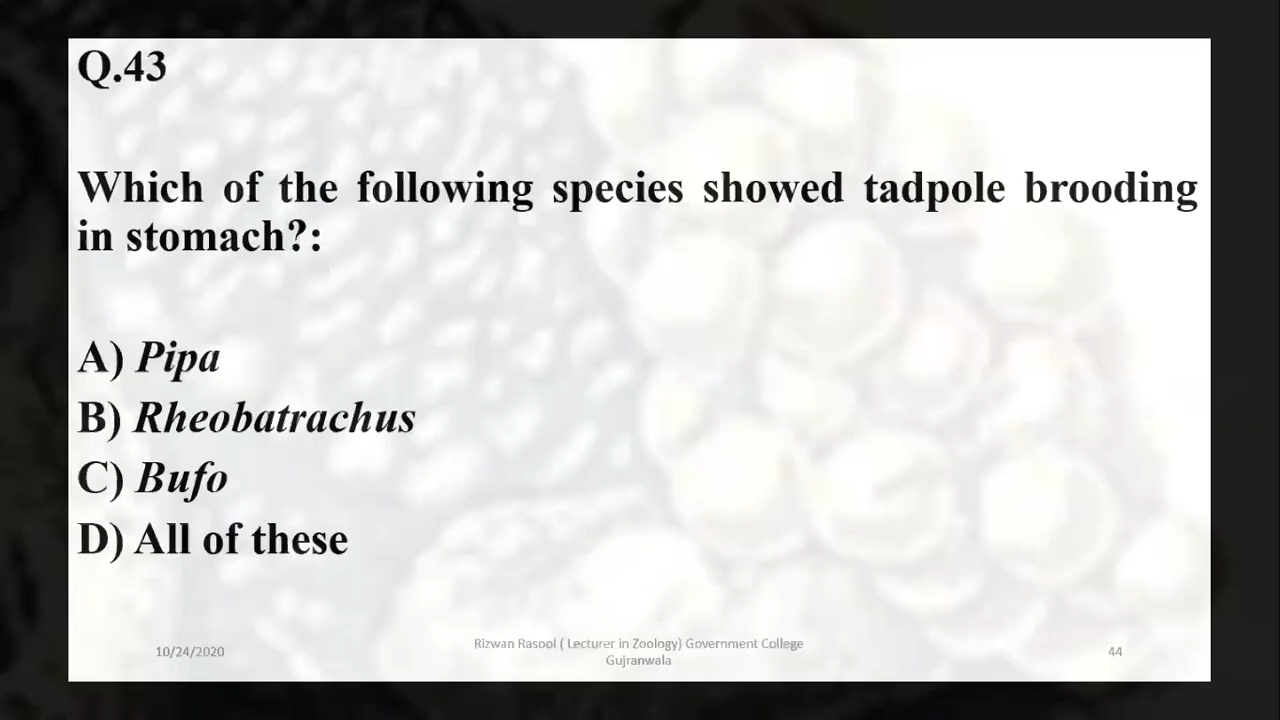 Q.43
Which of the following species showed tadpole brooding
in stomach?:
A) Pipa
B) Rheobatrachus
C) Bufo
D) All of these
10/24/2020
Rizwan Rasool ( Lecturer in Zoology) Government College
Gujranwala
44